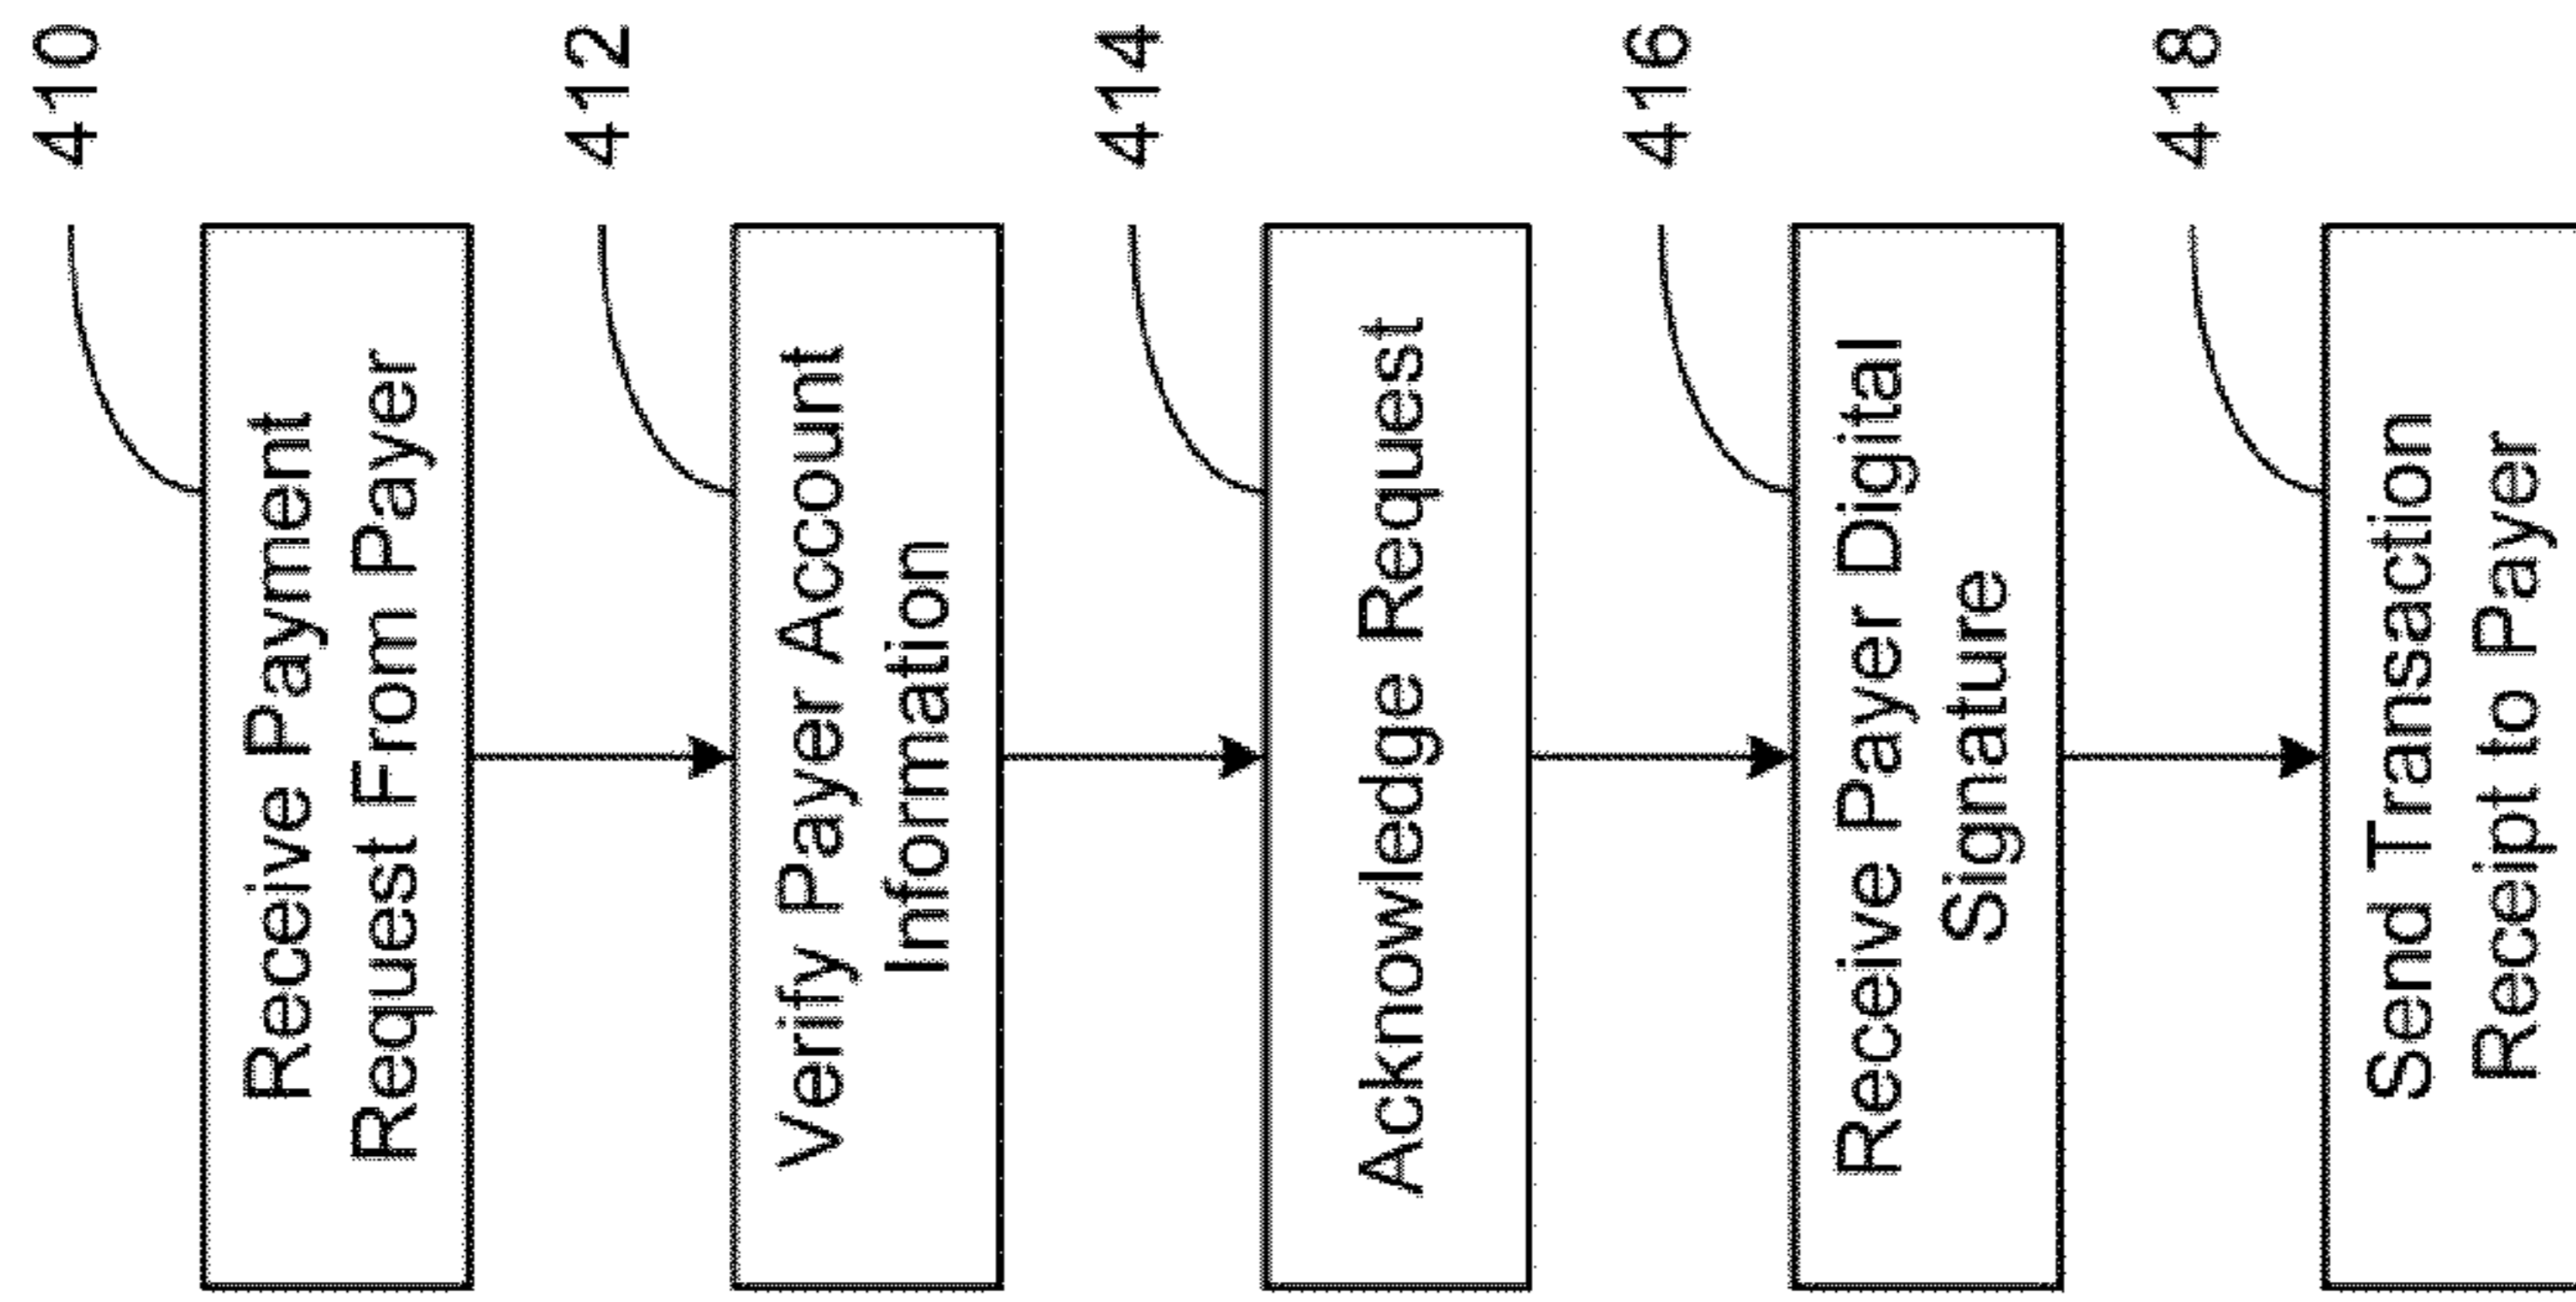 410
Receive Payment
Request From Payer
412
Verify Payer Account
Information
414
Acknowledge Request
416
Receive Payer Digital
Signature
418
Send Transaction
Receipt to Payer